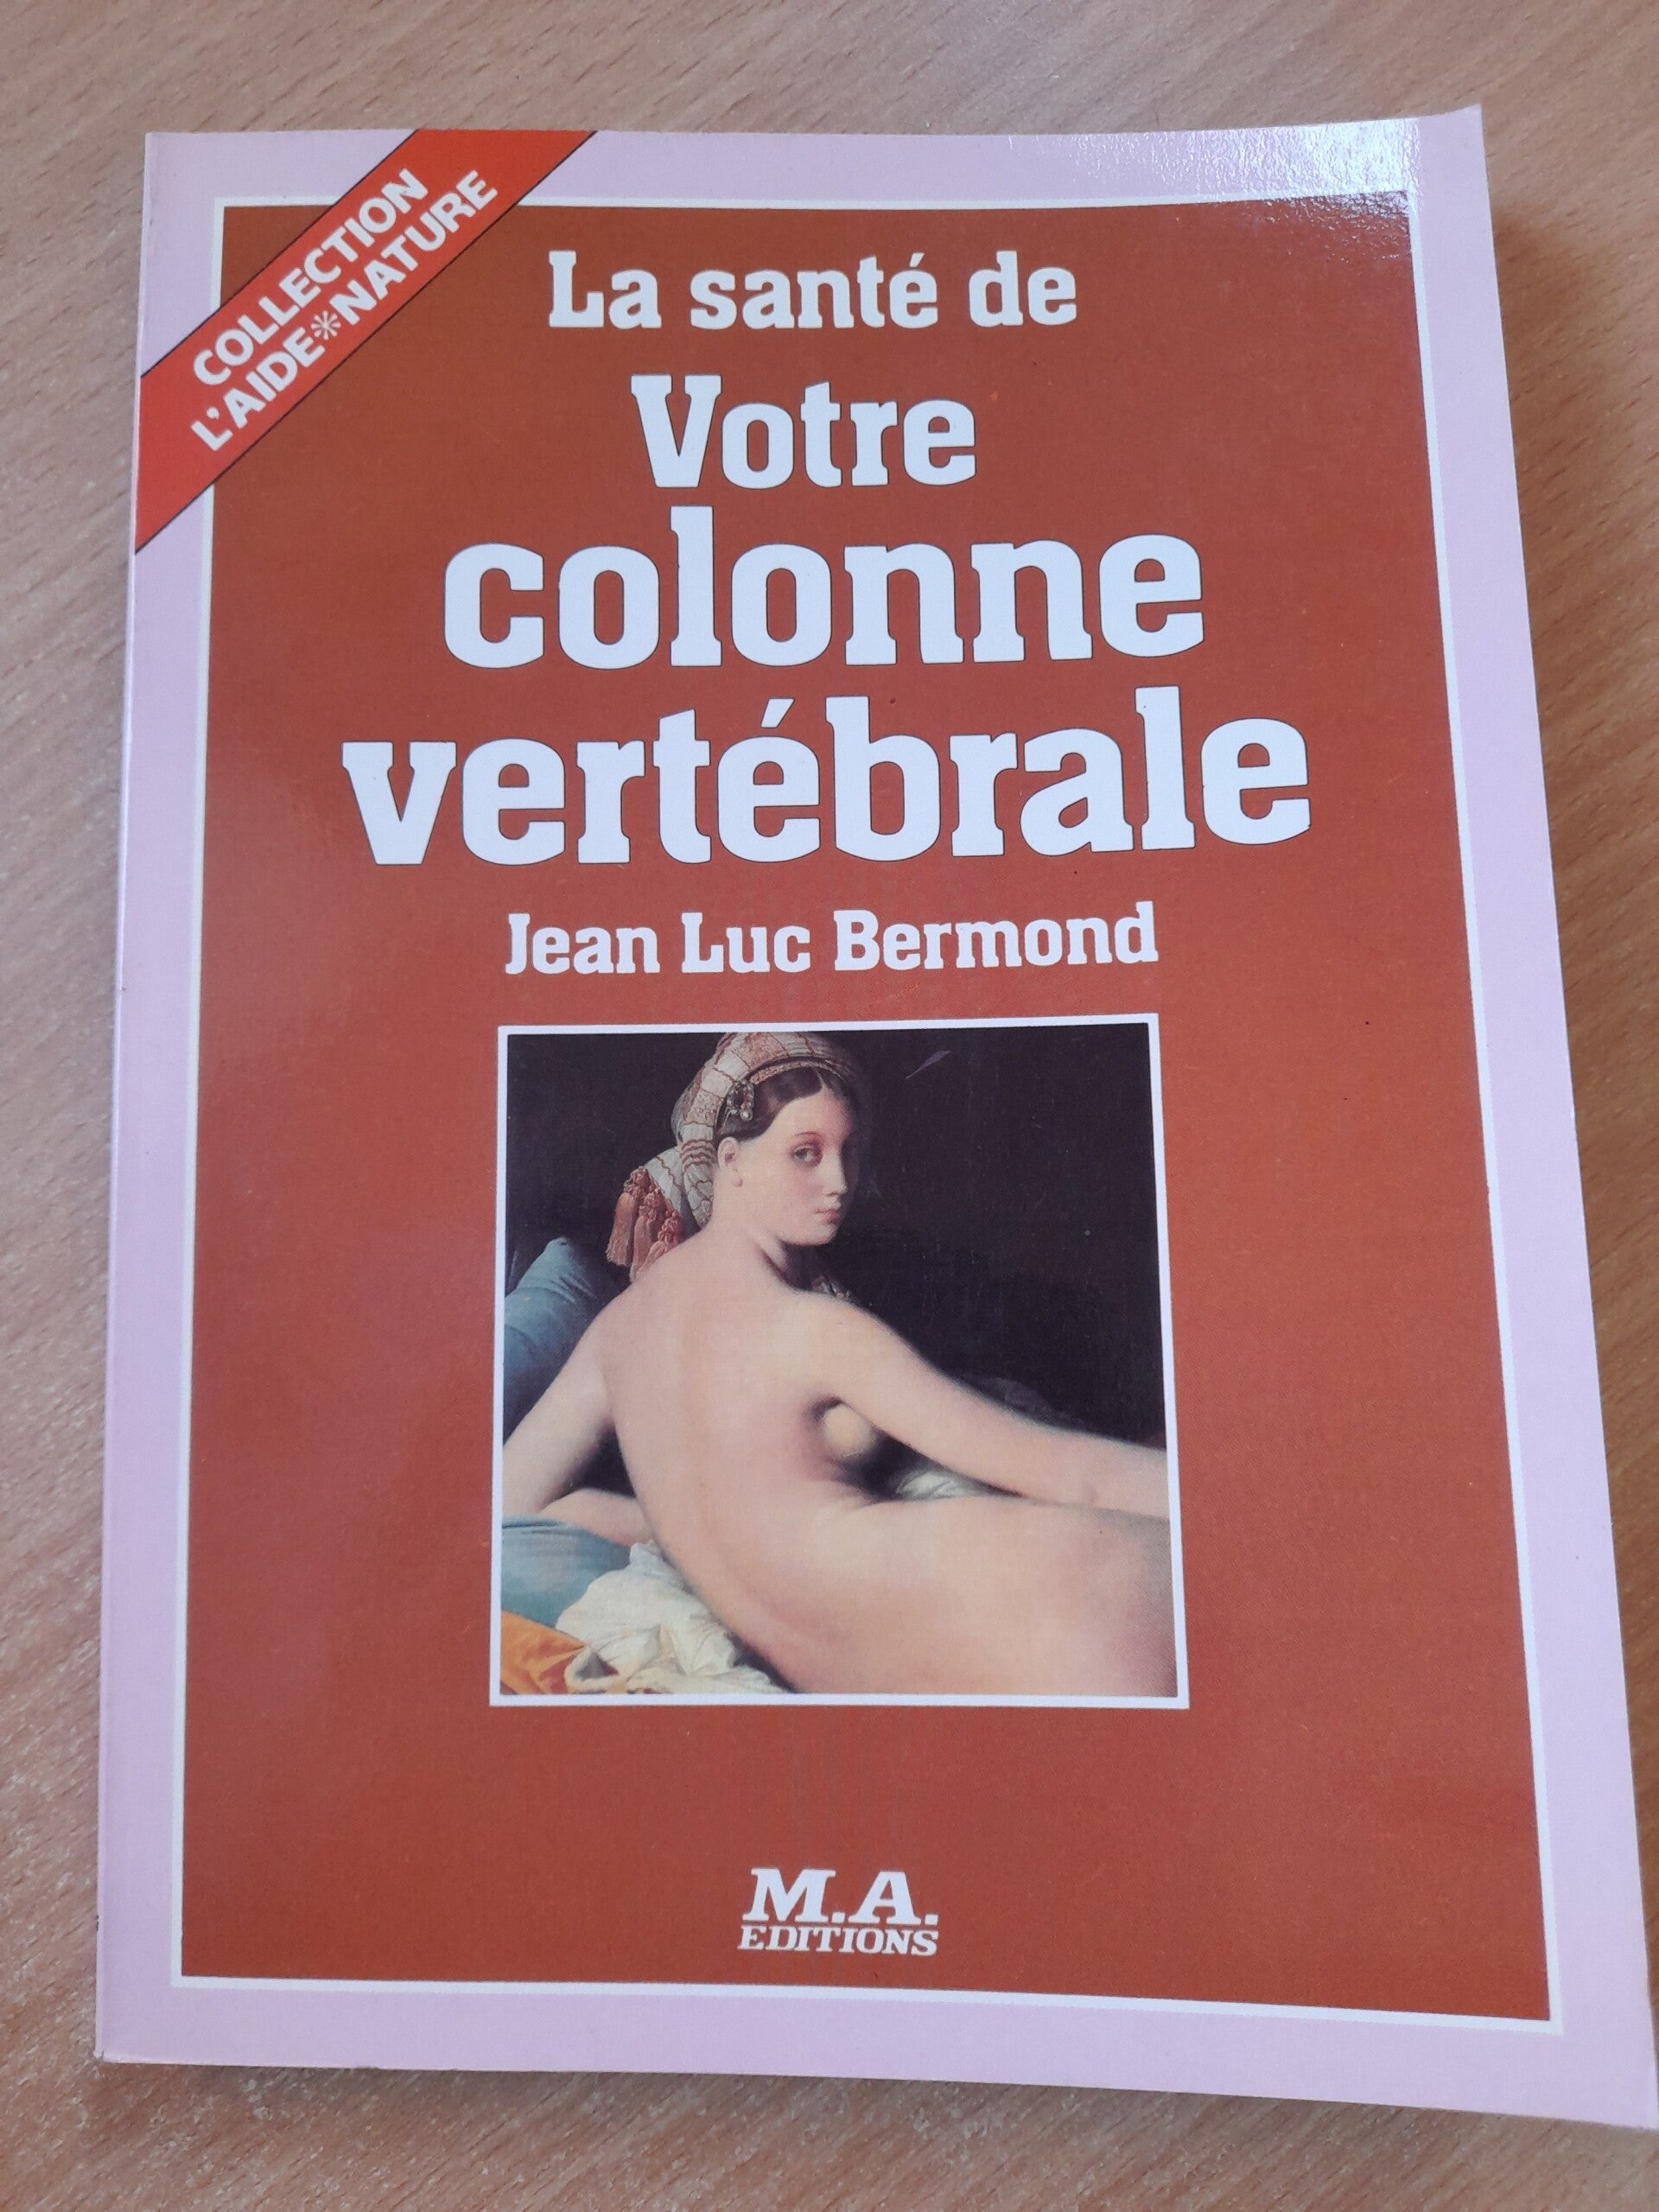 COLLECTION
L'AIDE*NATURE
La santé de
Votre
colonne
vertébrale
Jean Luc Bermond
M.A.
EDITIONS